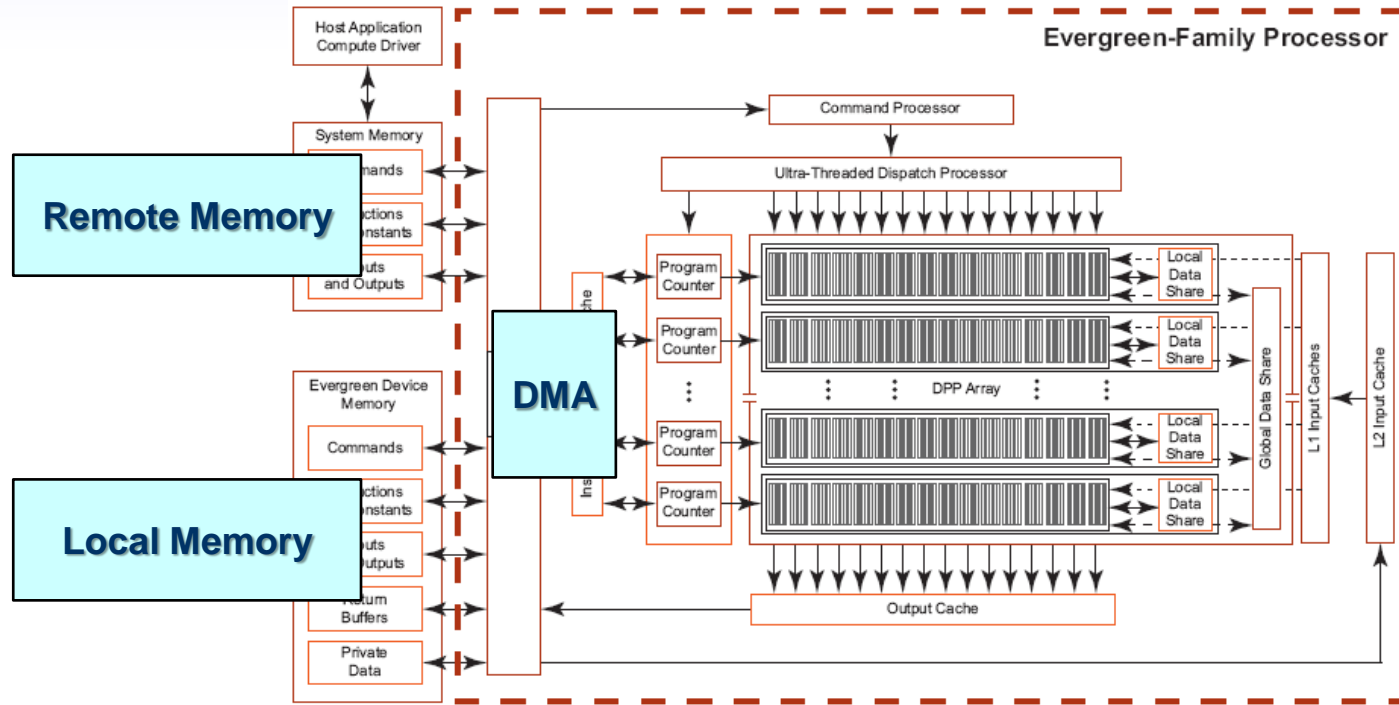 Host Application
Compute Driver
Evergreen-Family Processor
System Memory
Remote Memory
and Outputs
Command Processor
Ultra-Threaded Dispatch Processor
Program
Counter
Local
Data
Share
Program
Counter
Local
Data
Share
DMA
DPP Array
Program
Counter
Local
Data
Share
Program
Counter
Local
Data
Share
Global Data Share
L1 Input Caches
L2 Input Cache
Evergreen Device
Memory
Commands
Local Memory
Return
Buffers
Private
Data
Output Cache